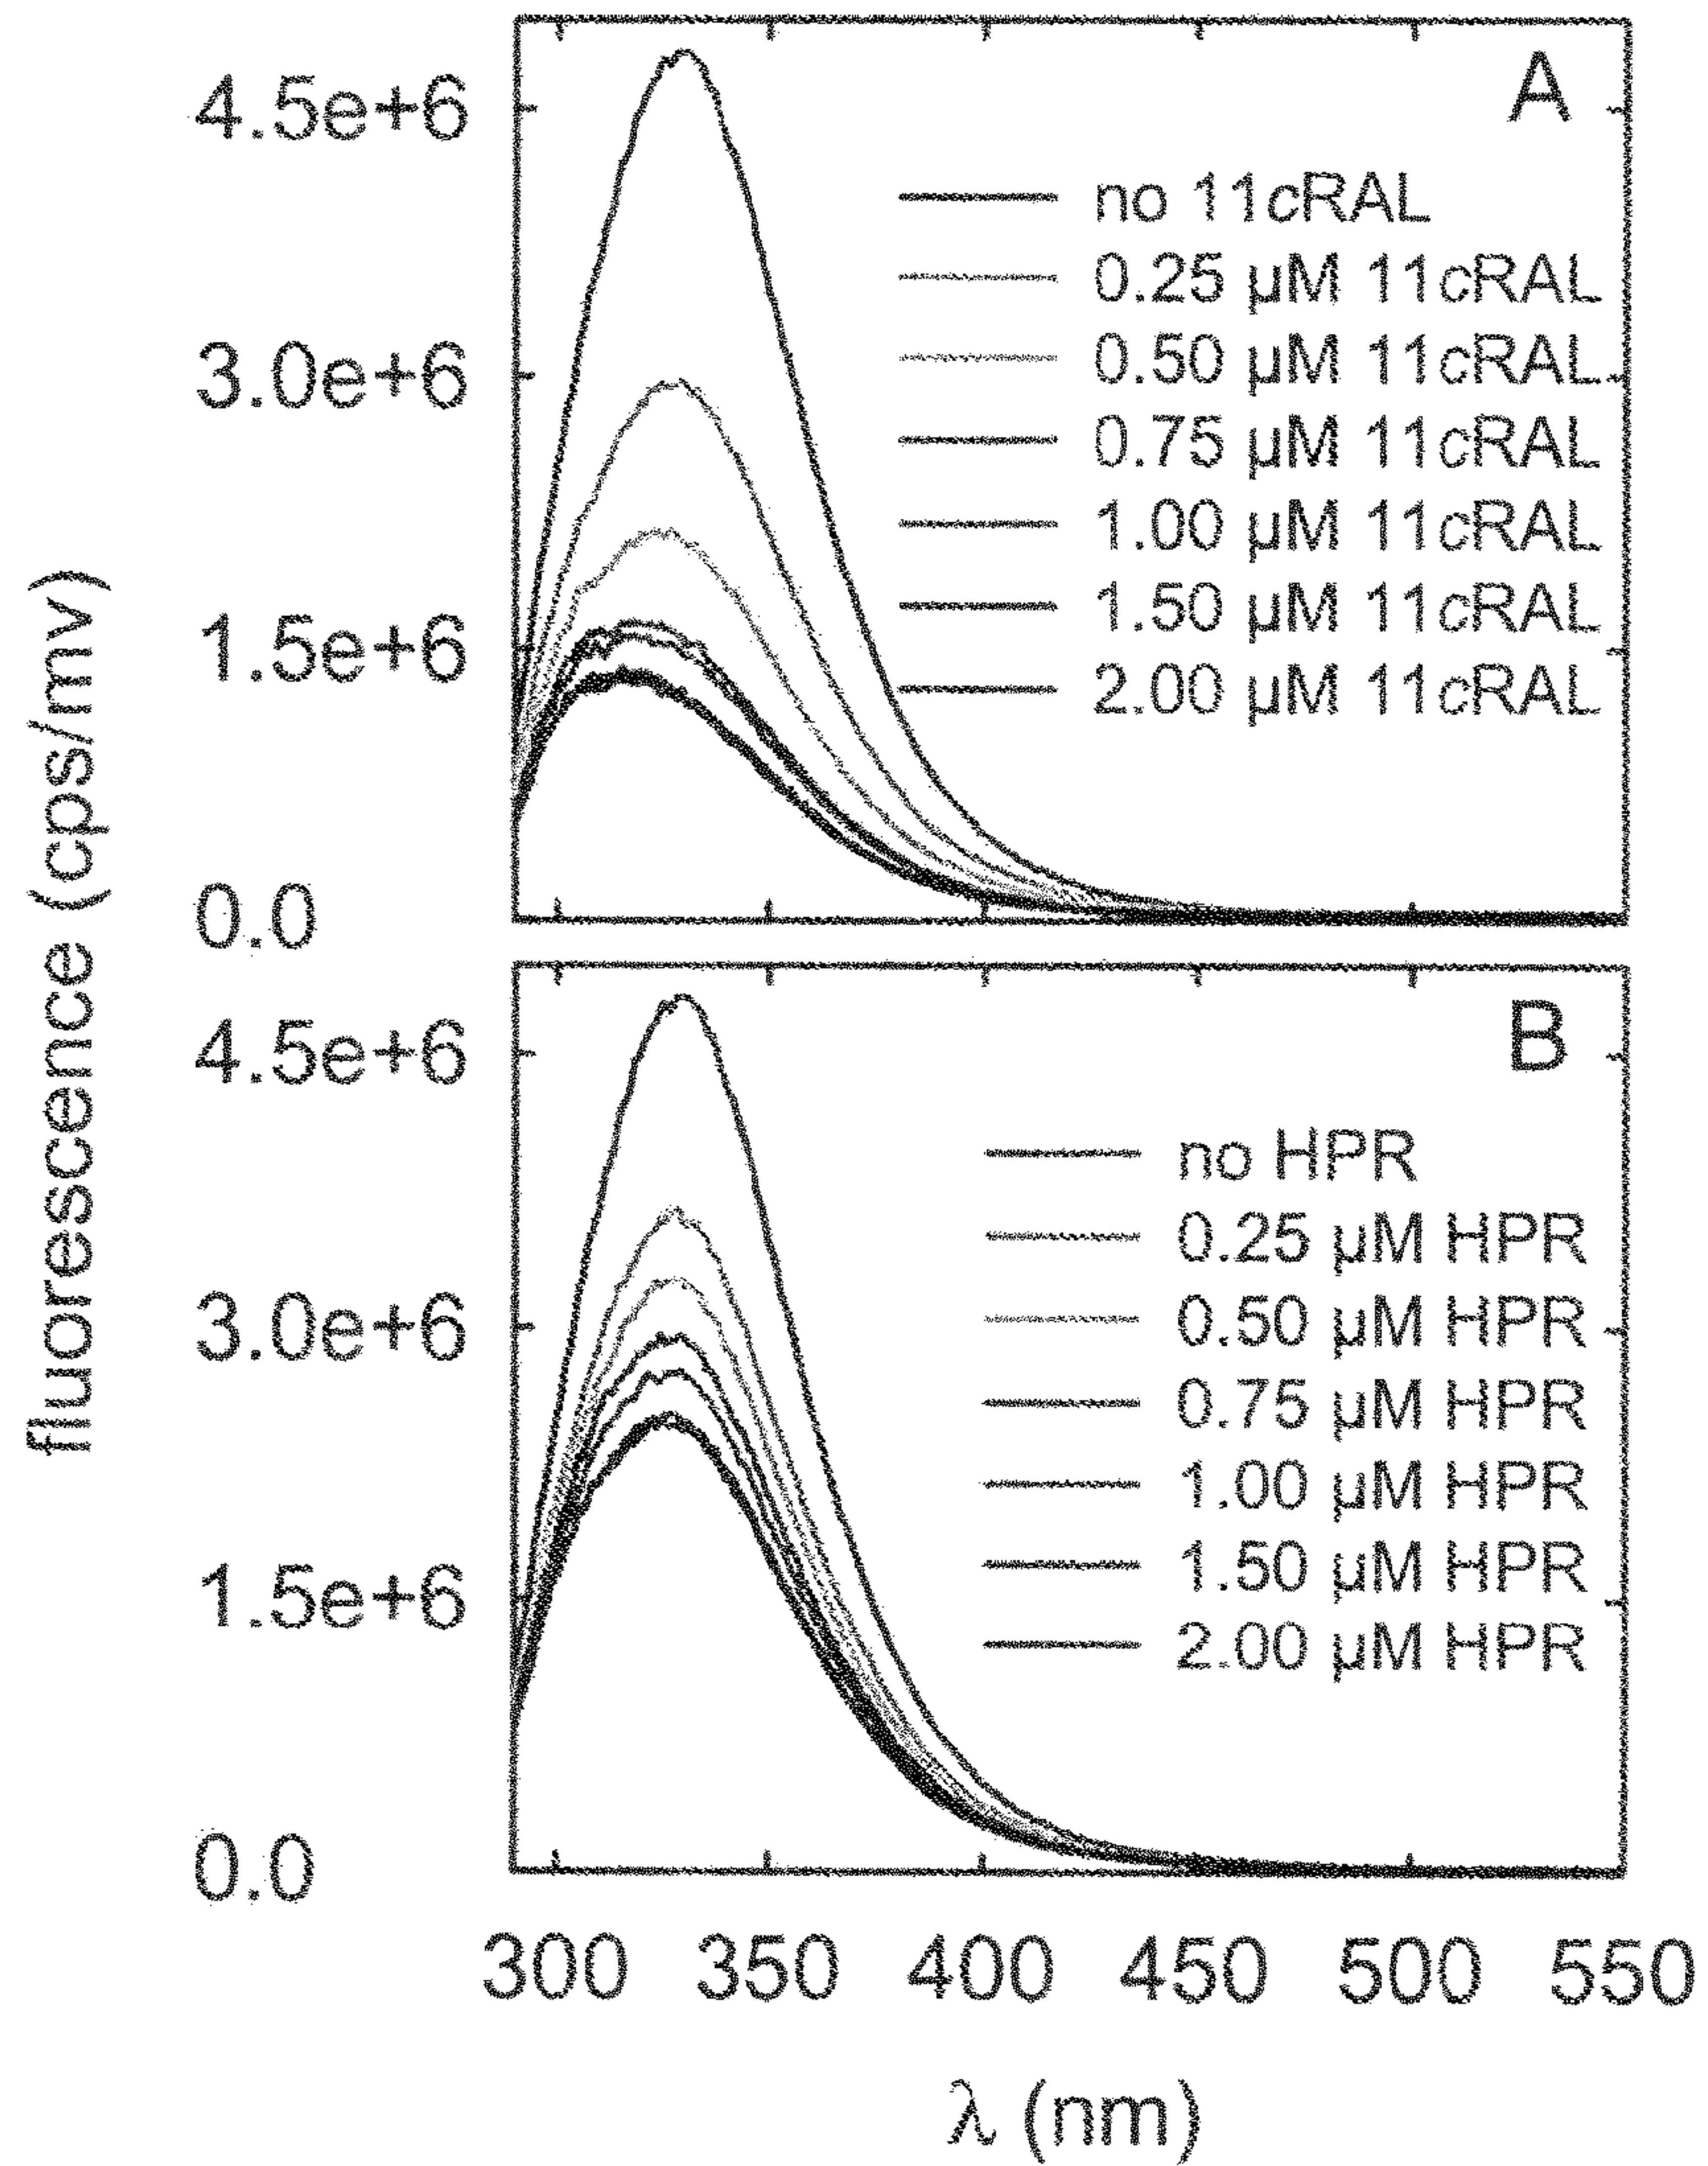 fluorescence (cps/mv)
A
4.5e+6
3.0e+6
1.5e+6
0.0
no 11cRAL
0.25 µM 11cRAL
0.50 µM 11cRAL
0.75 µM 11cRAL
1.00 µM 11cRAL
1.50 µM 11cRAL
2.00 µM 11cRAL
B
4.5e+6
3.0e+6
1.5e+6
0.0
no HPR
0.25 µM HPR
0.50 µM HPR
0.75 µM HPR
1.00 µM HPR
1.50 µM HPR
2.00 µM HPR
300 350 400 450 500 550
λ (nm)